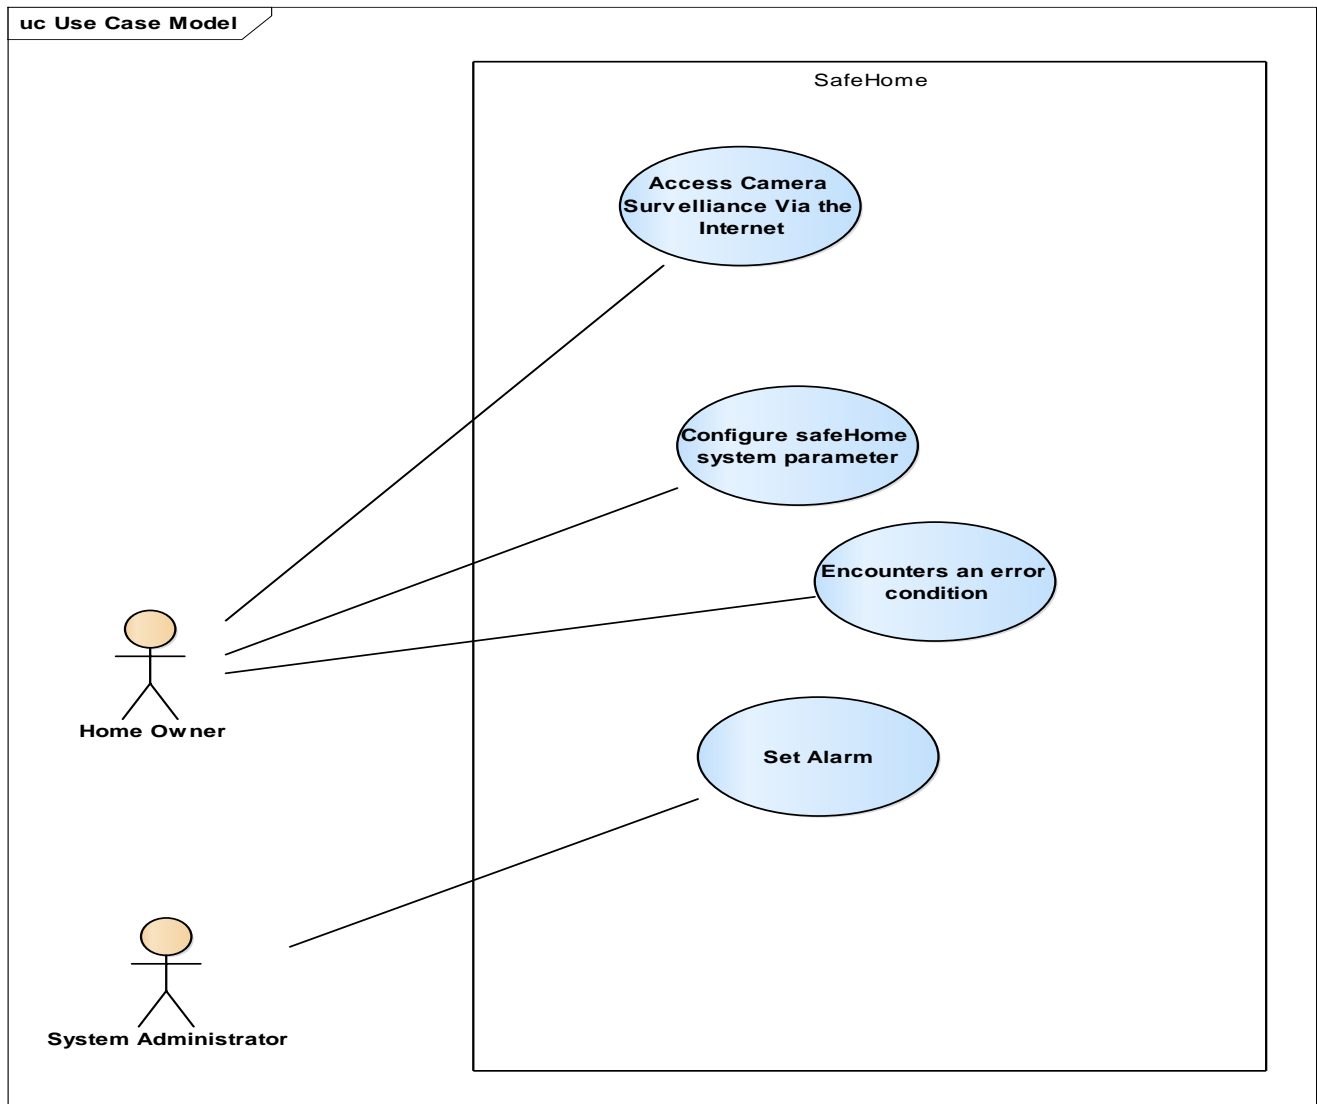 uc Use Case Model
SafeHome
Access Camera
Survelliance Via the
Internet
Configure safeHome
system parameter
Encounters an error
condition
Home Owner
Set Alarm
System Administrator